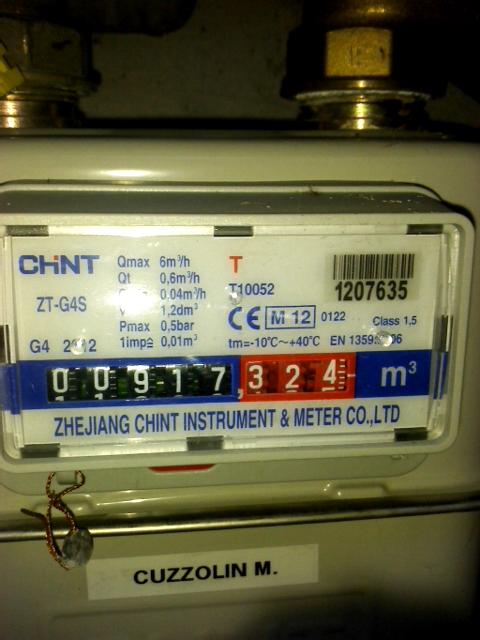 CHINT
ZT-G4S
G4
Qmax 6m³/h
Qt 0,6m³/h
0.04m³/h
1,2dm³
Pmax 0,5bar
1imp≙ 0,01m³
T
T10052
CE M 12 0122
tm=-10°C~+40°C
1207635
Class 1,5
00917,324 m³
ZHEJIANG CHINT INSTRUMENT & METER CO.,LTD
CUZZOLIN M.